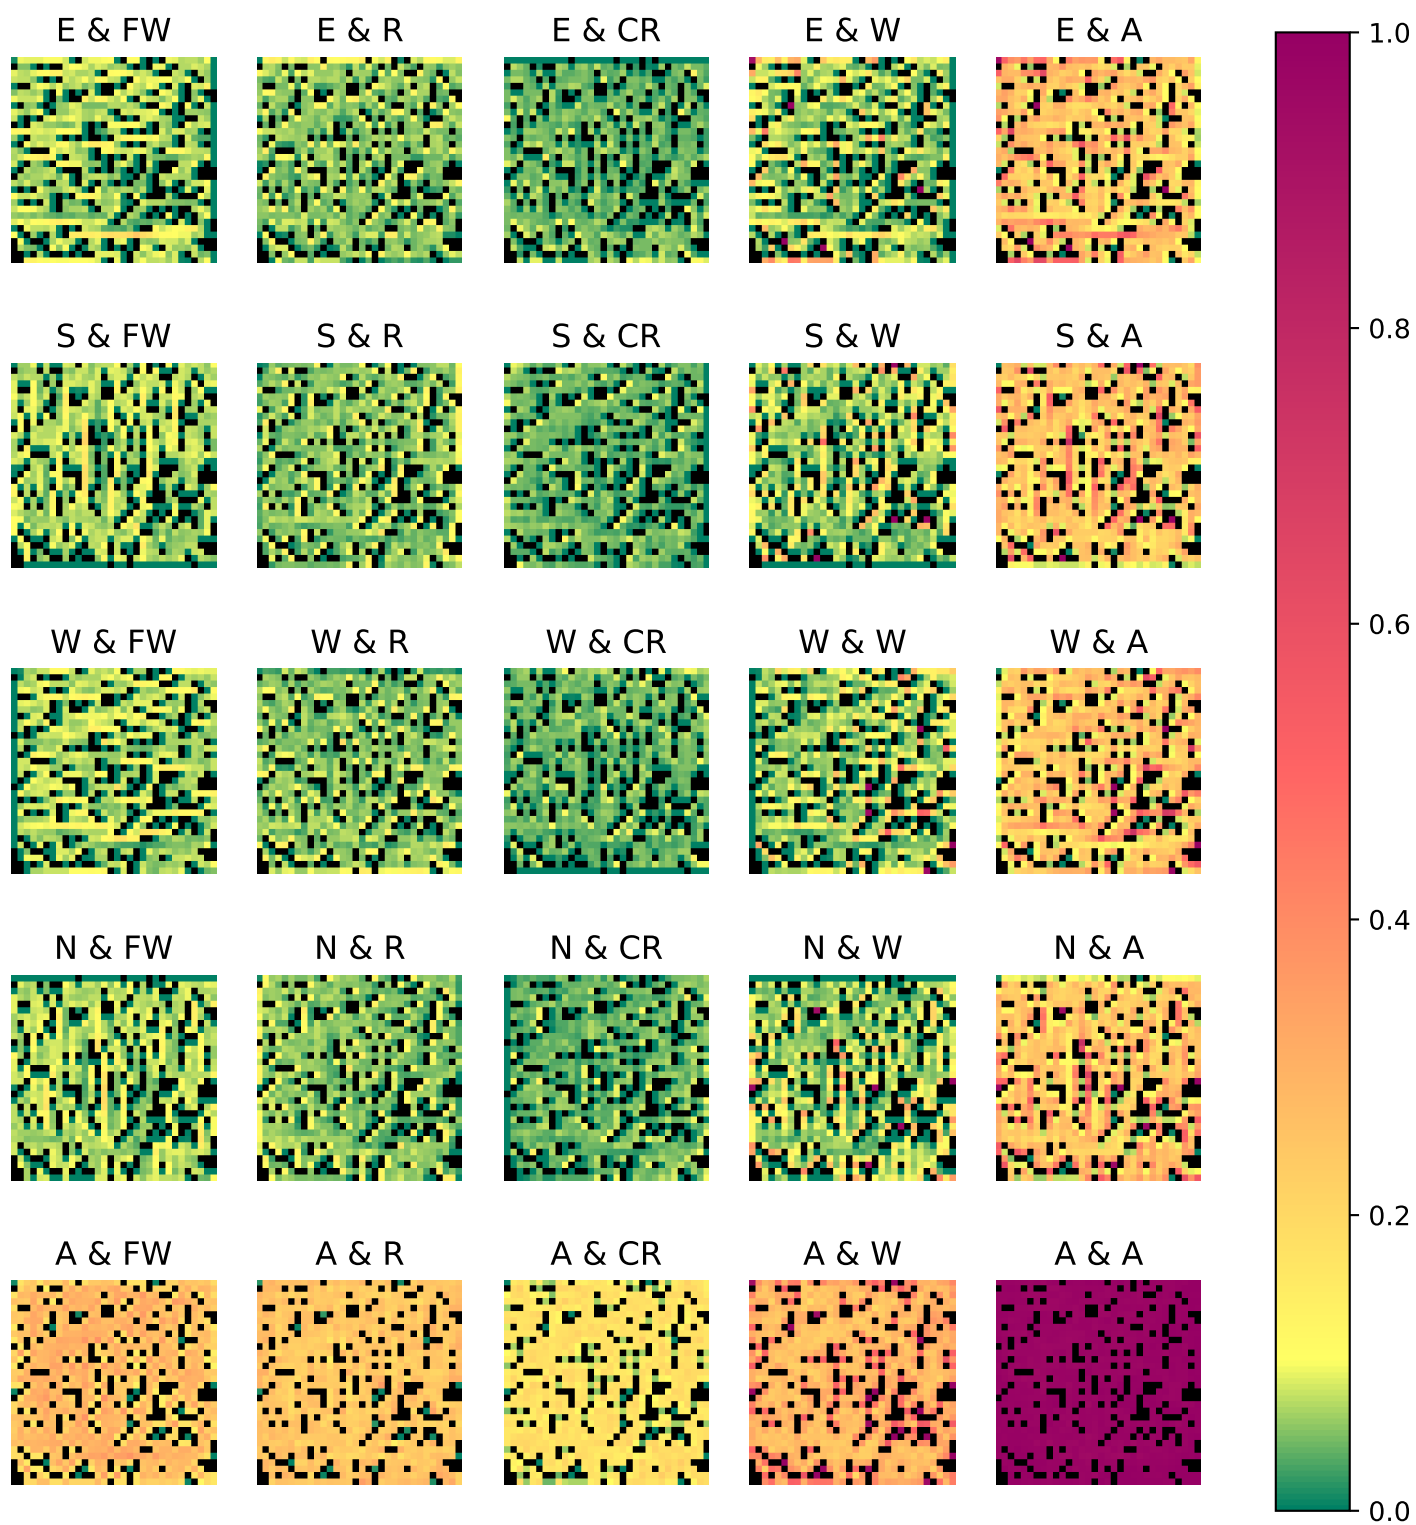 E & FW E & R E & CR E & W E & A
S & FW S & R S & CR S & W S & A
W & FW W & R W & CR W & W W & A
N & FW N & R N & CR N & W N & A
A & FW A & R A & CR A & W A & A
1.0
0.8
0.6
0.4
0.2
0.0